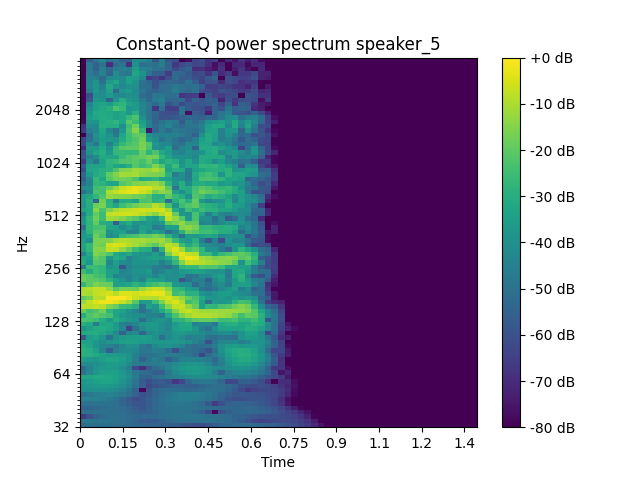 Constant-Q power spectrum speaker_5
Hz
2048
1024
512
256
128
64
32
0 0.15 0.3 0.45 0.6 0.75 0.9 1.1 1.2 1.4
Time
+0 dB
-10 dB
-20 dB
-30 dB
-40 dB
-50 dB
-60 dB
-70 dB
-80 dB